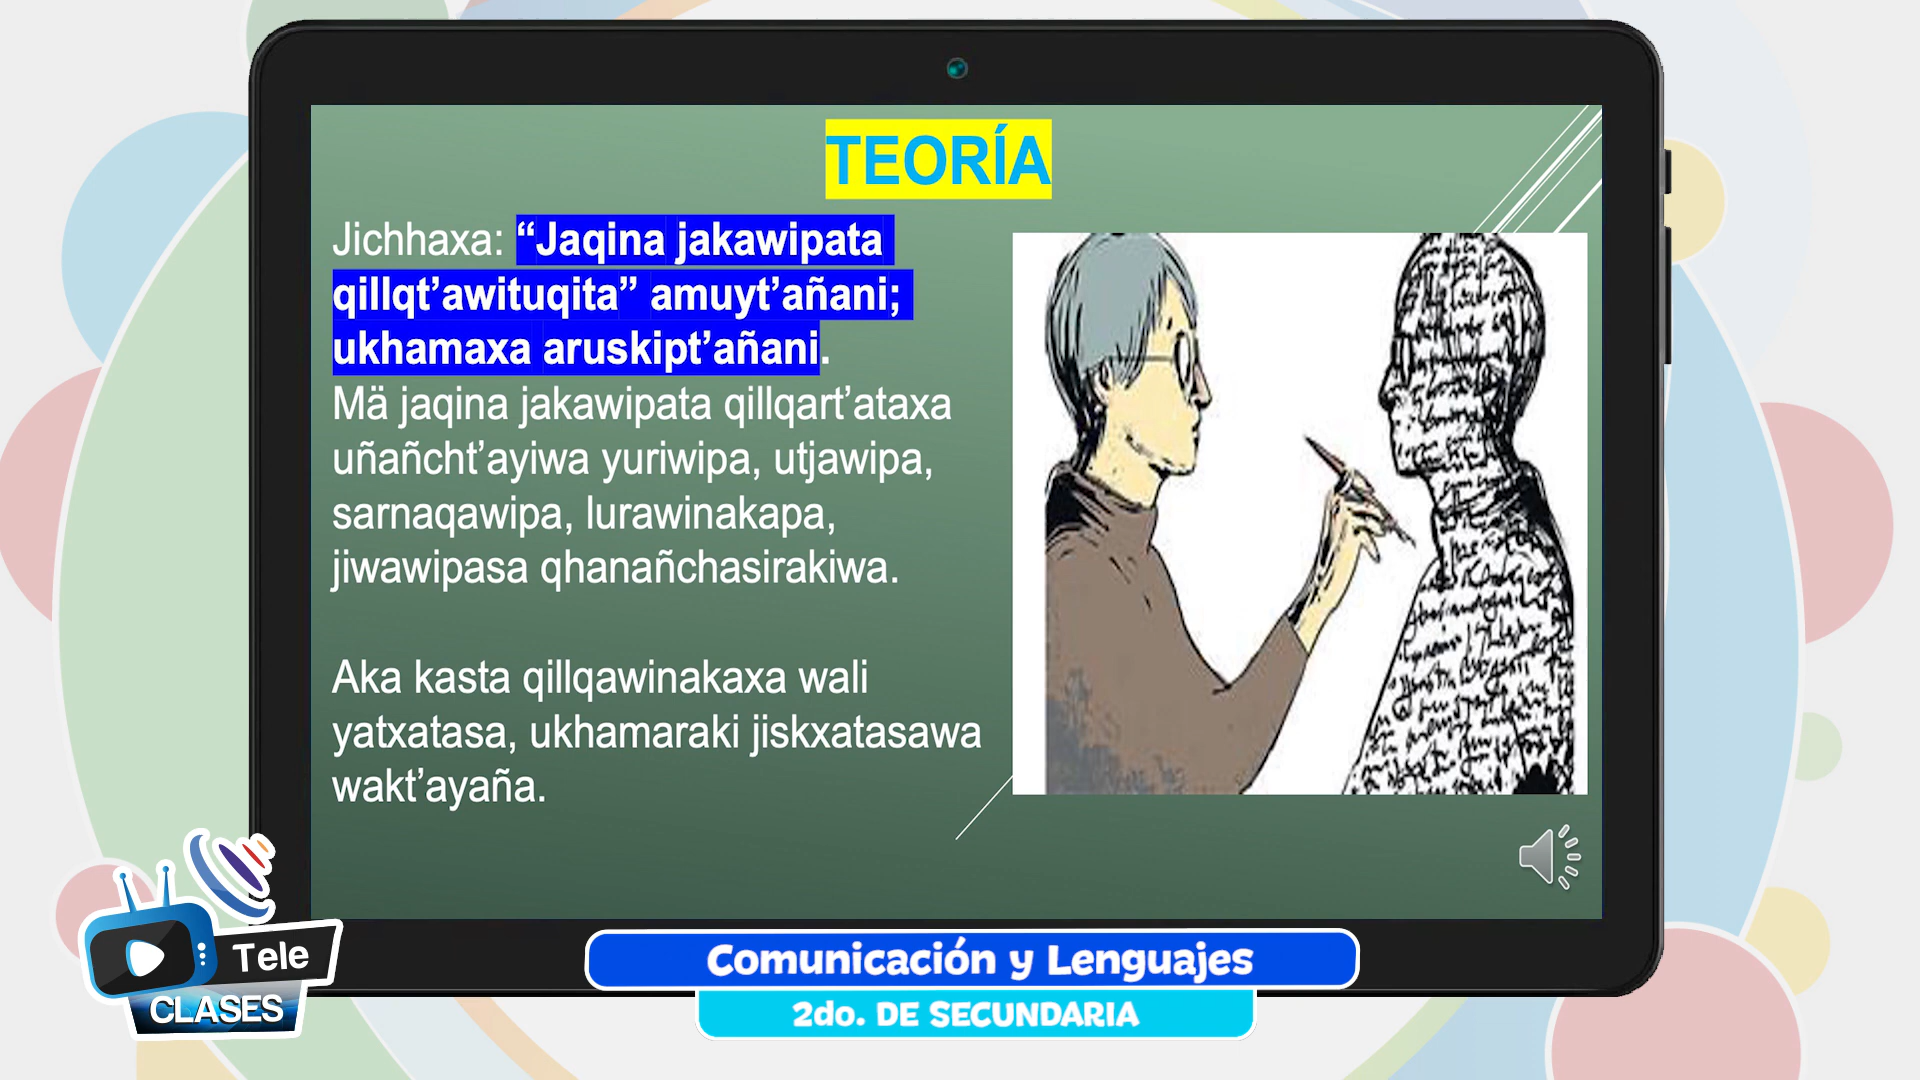 TEORÍA
Jichhaxa: “Jaqina jakawipata
qillqt’awituqita” amuyt’añani;
ukhamaxa aruskipt’añani.
Mä jaqina jakawipata qillqart’ataxa
uñañcht’ayiwa yuriwipa, utjawipa,
sarnaqawipa, lurawinakapa,
jiwawipasa qhanañchasirakiwa.
Aka kasta qillqawinakaxa wali
yatxatasa, ukhamaraki jiskxatasawa
wakt’ayaña.
Tele
CLASES
Comunicación y Lenguajes
2do. DE SECUNDARIA